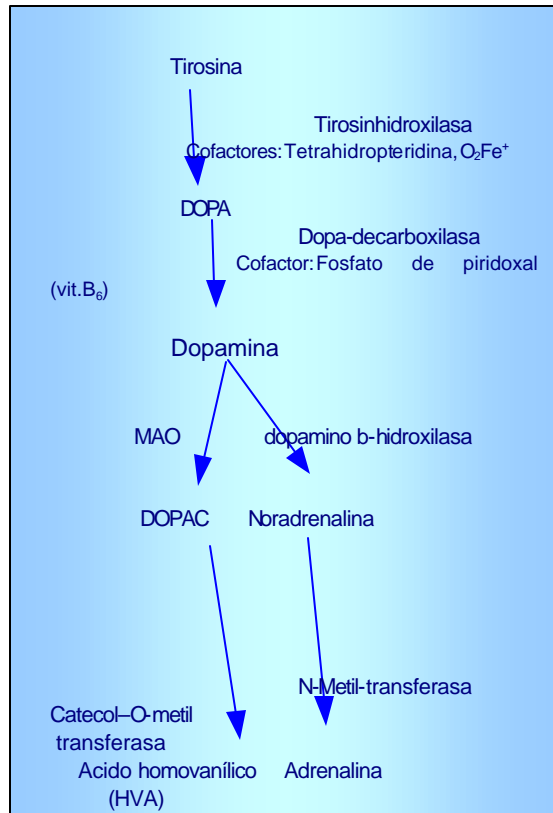 Tirosina
Tirosinhidroxilasa
Cofactores: Tetrahidropteridina, O₂Fe⁺
DOPA
Dopa-decarboxilasa
Cofactor: Fosfato de piridoxal
(vit.B₆)
Dopamina
MAO dopamino b-hidroxilasa
DOPAC Noradrenalina
N-Metil-transferasa
Catecol–O-metil
transferasa
Acido homovanílico Adrenalina
(HVA)